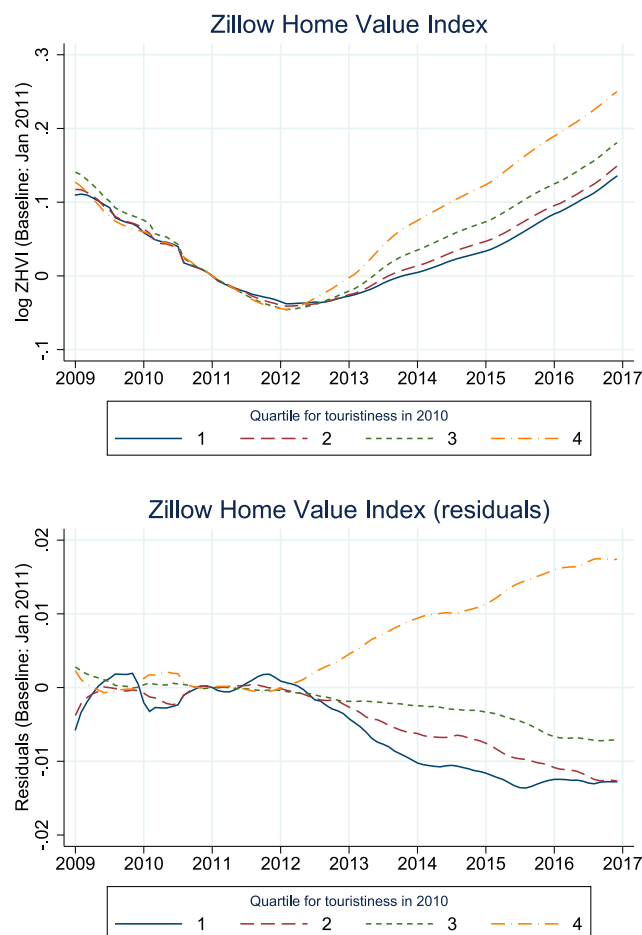 Zillow Home Value Index
log ZHVI (Baseline: Jan 2011)
.3
.2
.1
0
-.1
2009 2010 2011 2012 2013 2014 2015 2016 2017
Quartile for touristiness in 2010
1 2 3 4
Zillow Home Value Index (residuals)
Residuals (Baseline: Jan 2011)
.02
.01
0
-.01
-.02
2009 2010 2011 2012 2013 2014 2015 2016 2017
Quartile for touristiness in 2010
1 2 3 4